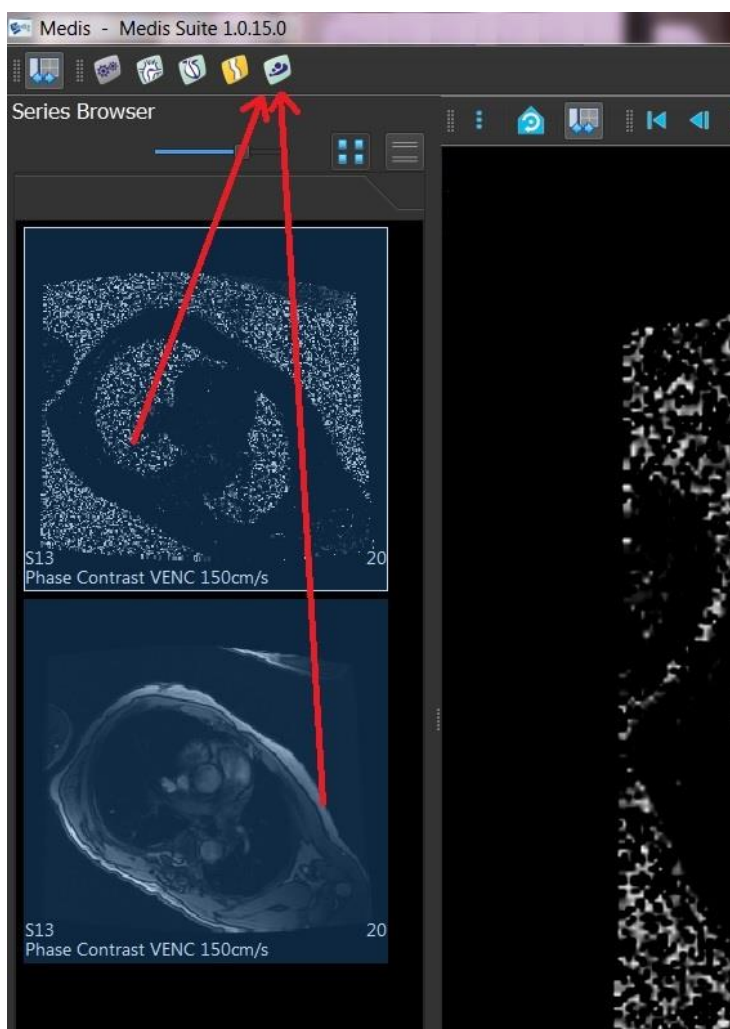 Medis - Medis Suite 1.0.15.0
Series Browser
S13 20
Phase Contrast VENC 150cm/s
S13 20
Phase Contrast VENC 150cm/s